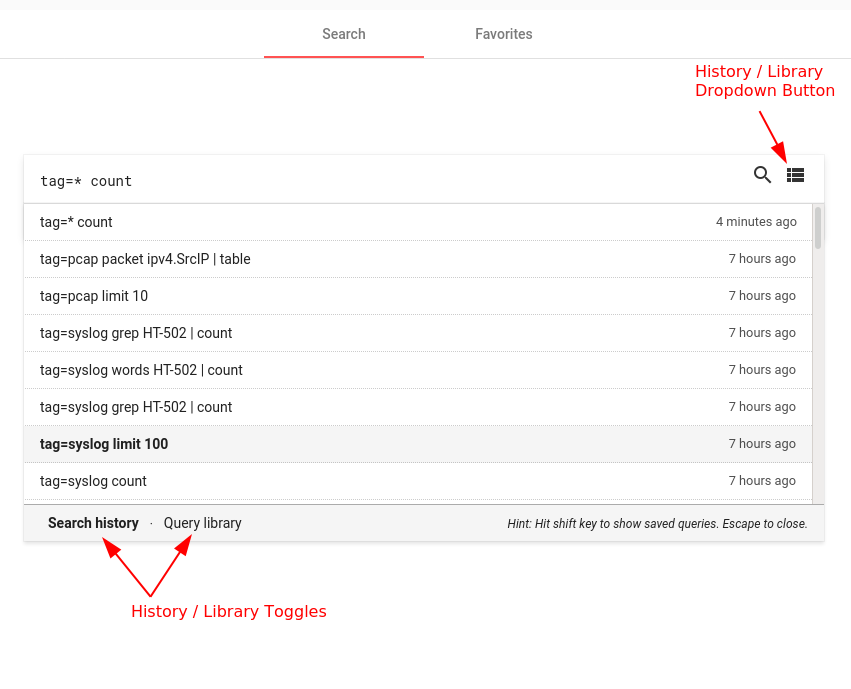 Search Favorites
History / Library
Dropdown Button
tag=* count
tag=* count 4 minutes ago
tag=pcap packet ipv4.SrcIP | table 7 hours ago
tag=pcap limit 10 7 hours ago
tag=syslog grep HT-502 | count 7 hours ago
tag=syslog words HT-502 | count 7 hours ago
tag=syslog grep HT-502 | count 7 hours ago
tag=syslog limit 100 7 hours ago
tag=syslog count 7 hours ago
Search history · Query library Hint: Hit shift key to show saved queries. Escape to close.
History / Library Toggles